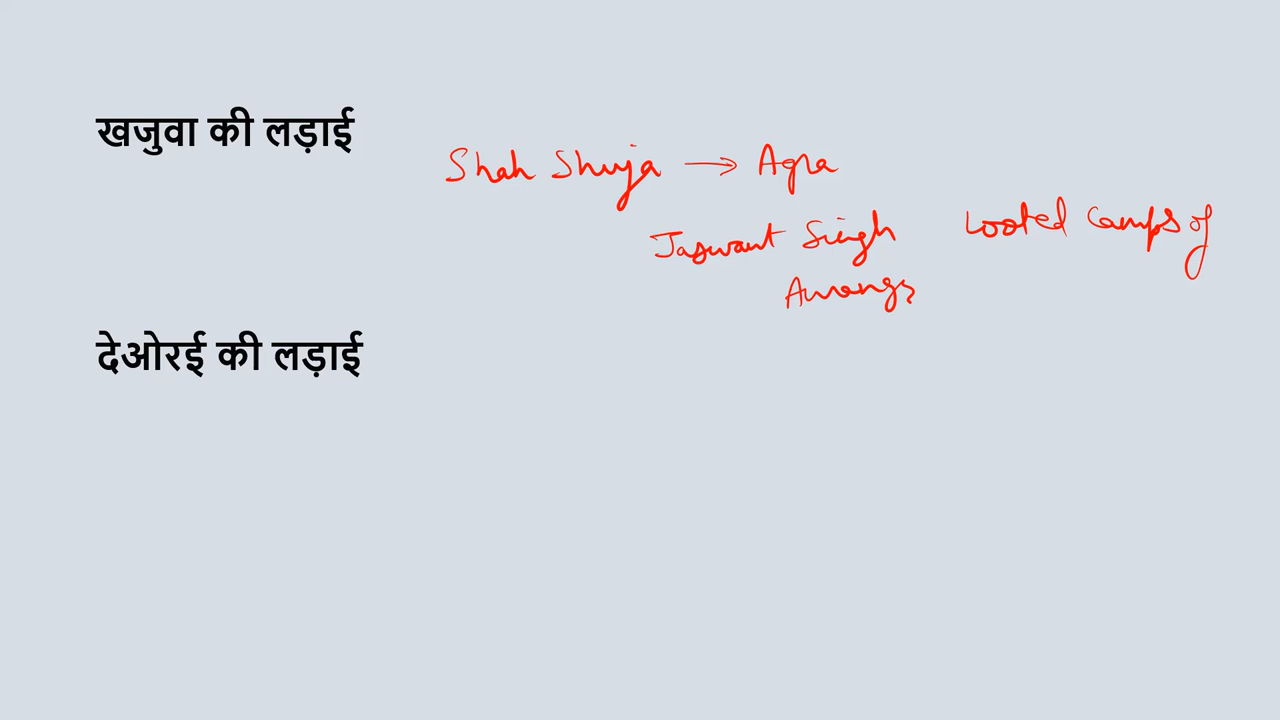 खजुवा की लड़ाई
Shah Shuja → Agra
Jaswant Singh looted camps of
Aurangz
देओरई की लड़ाई